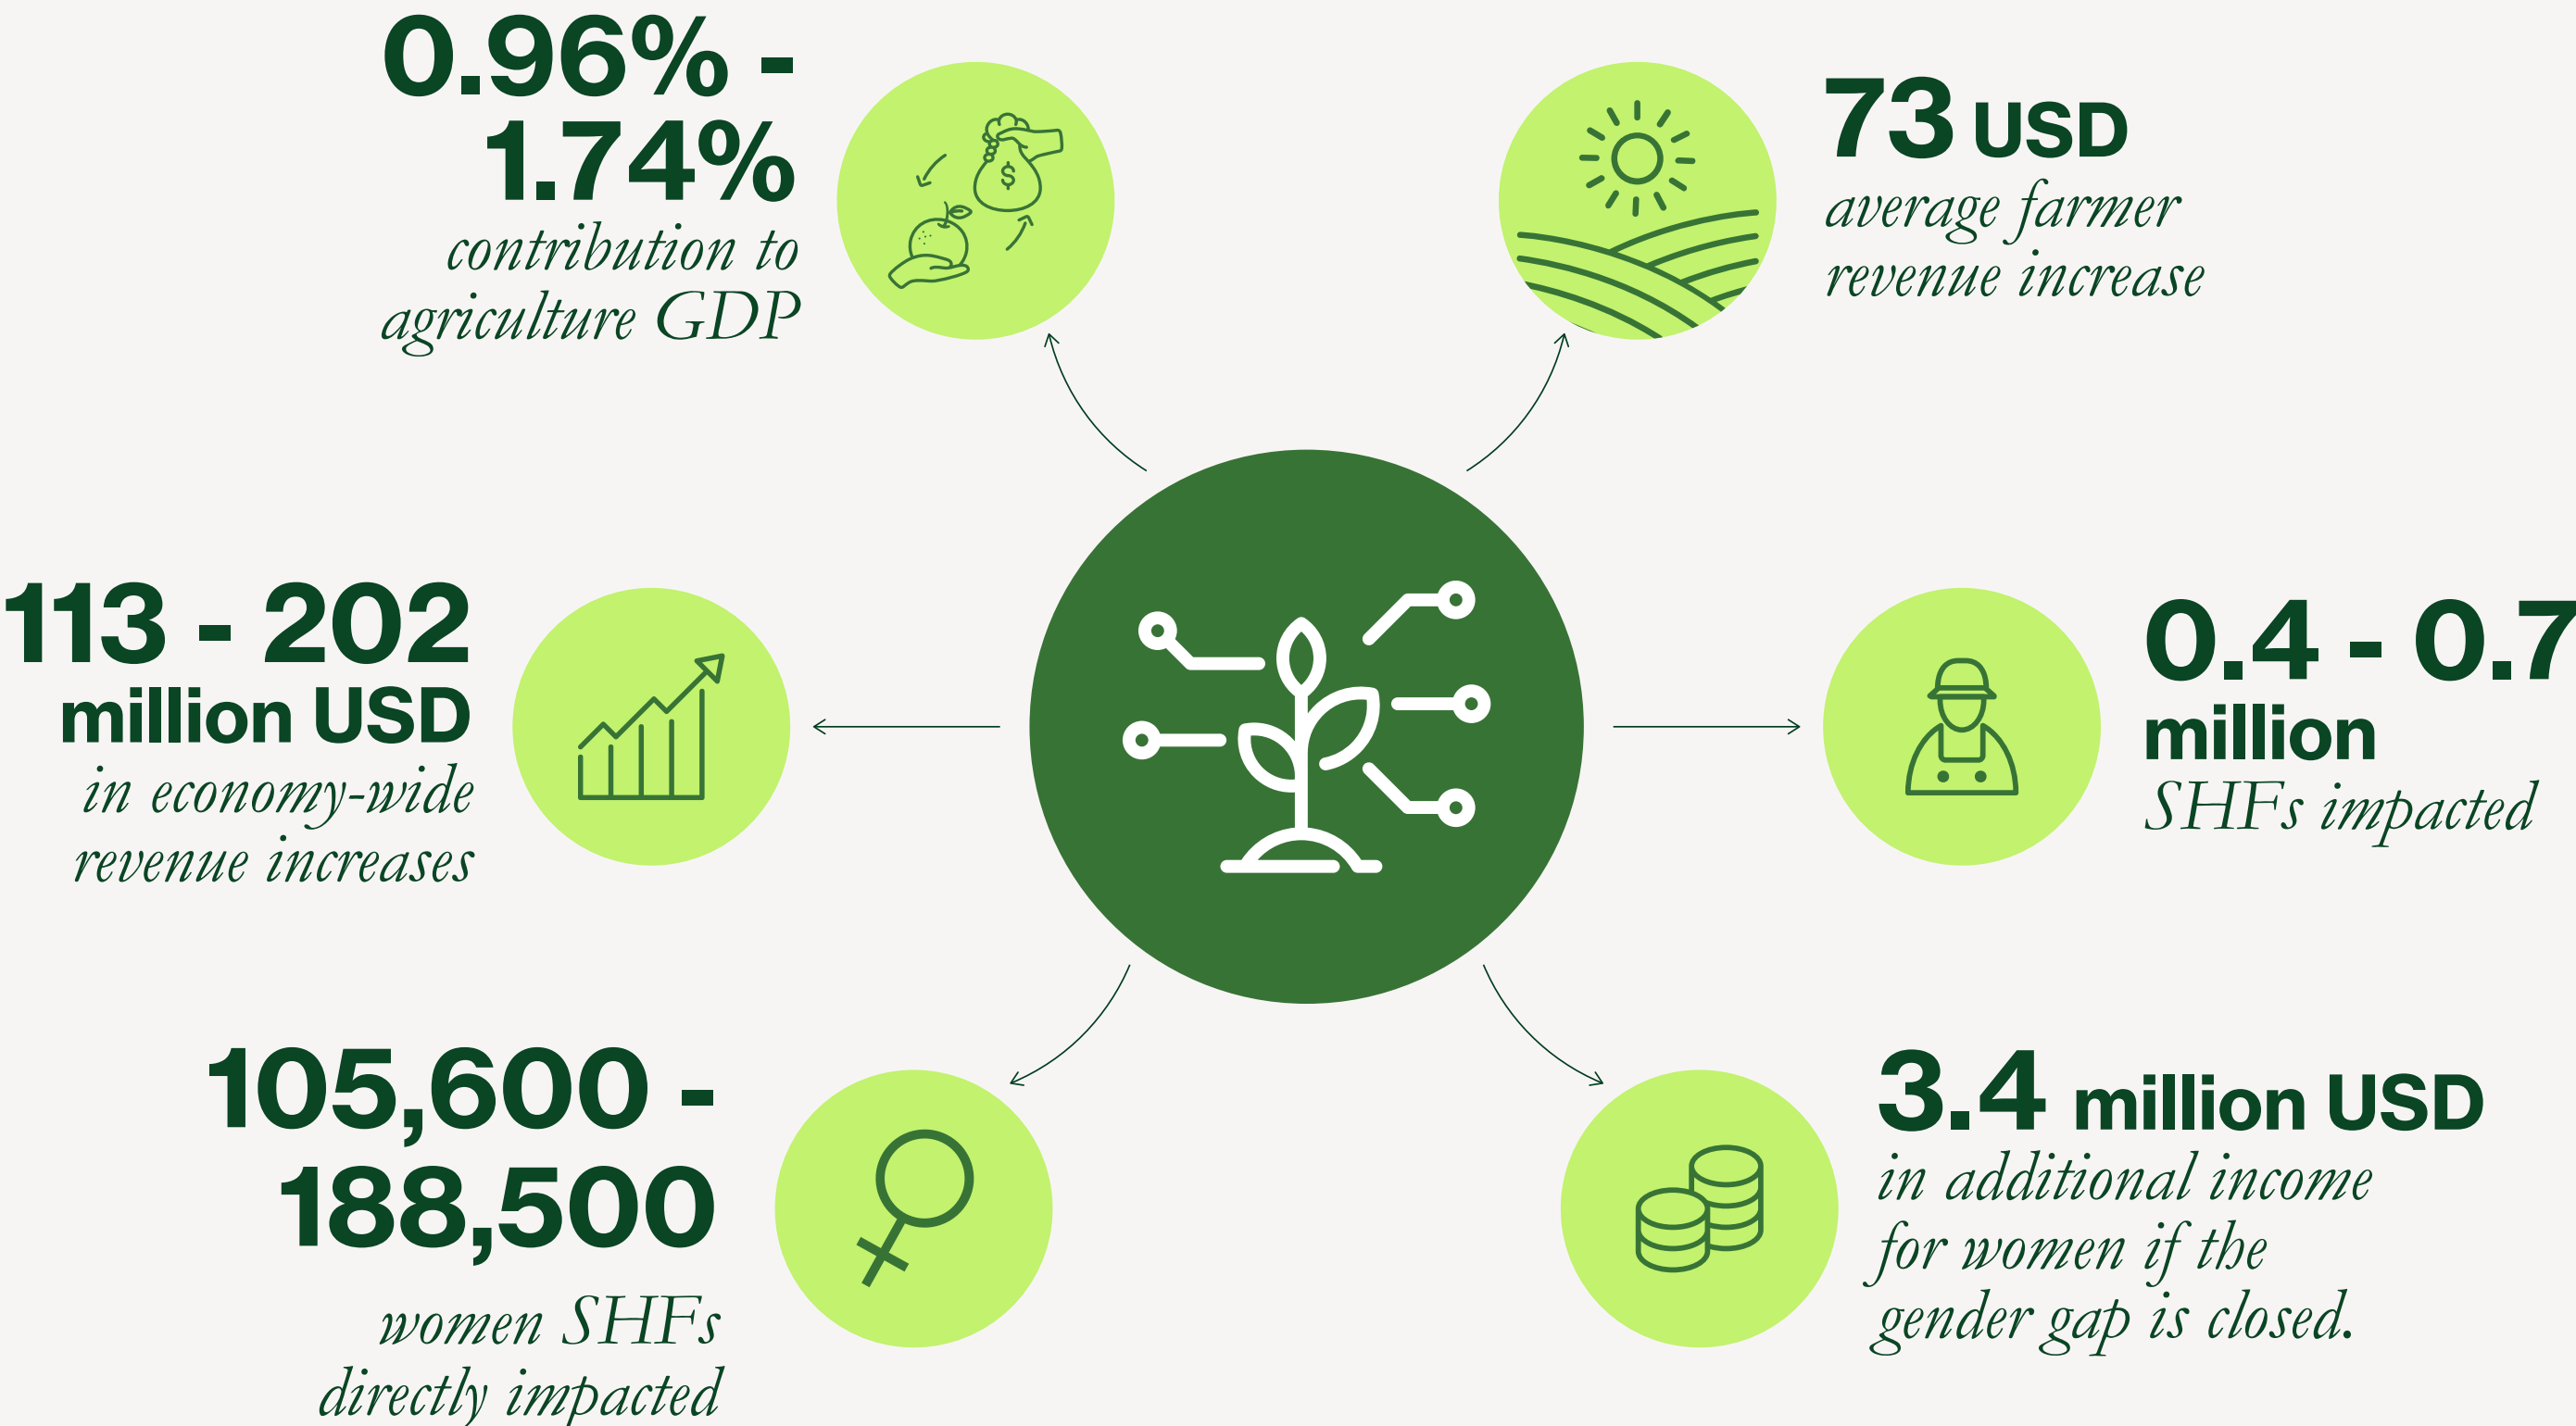 0.96% -
1.74%
contribution to
agriculture GDP
73 USD
average farmer
revenue increase
113 - 202
million USD
in economy-wide
revenue increases
0.4 - 0.7
million
SHFs impacted
105,600 -
188,500
women SHFs
directly impacted
3.4 million USD
in additional income
for women if the
gender gap is closed.
$